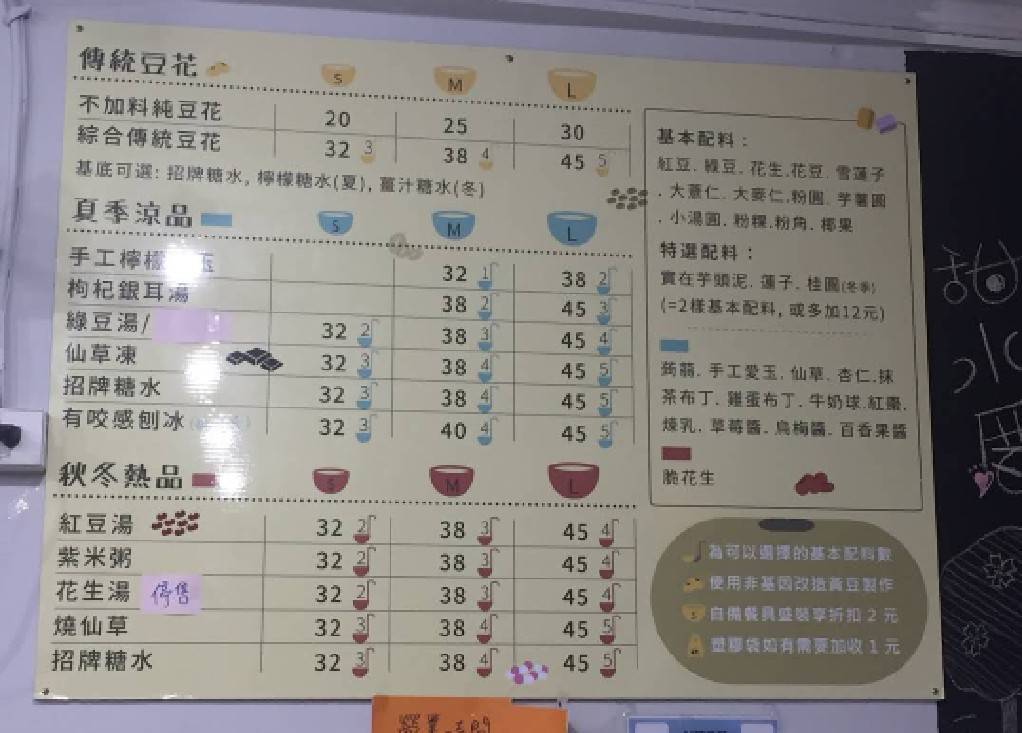 傳統豆花 S M L
不加料純豆花 20 25 30
綜合傳統豆花 32 3 38 4 45 5
基底可選: 招牌糖水, 檸檬糖水(夏), 薑汁糖水(冬)
夏季涼品 S M L
手工檸檬 玉 32 1 38 2
枸杞銀耳湯 38 2 45 3
綠豆湯/ 32 2 38 3 45 4
仙草凍 32 3 38 4 45 5
招牌糖水 32 3 38 4 45 5
有咬感刨冰 32 3 40 4 45 5
秋冬熱品 S M L
紅豆湯 32 2 38 3 45 4
紫米粥 32 2 38 3 45 4
花生湯 停售 32 2 38 3 45 4
燒仙草 32 3 38 4 45 5
招牌糖水 32 3 38 4 45 5
基本配料：
紅豆. 綠豆. 花生.花豆. 雪蓮子
. 大薏仁. 大麥仁.粉圓. 芋薯圓
. 小湯圓. 粉粿.粉角. 椰果
特選配料：
實在芋頭泥. 蓮子. 桂圓(冬季)
(=2樣基本配料, 或多加12元)
蒟蒻. 手工愛玉. 仙草. 杏仁.抹
茶布丁. 雞蛋布丁. 牛奶球.紅棗.
煉乳. 草莓醬. 烏梅醬. 百香果醬
脆花生
為可以選擇的基本配料數
使用非基因改造黃豆製作
S 自備餐具盛裝享折扣 2 元
塑膠袋如有需要加收 1 元
甜